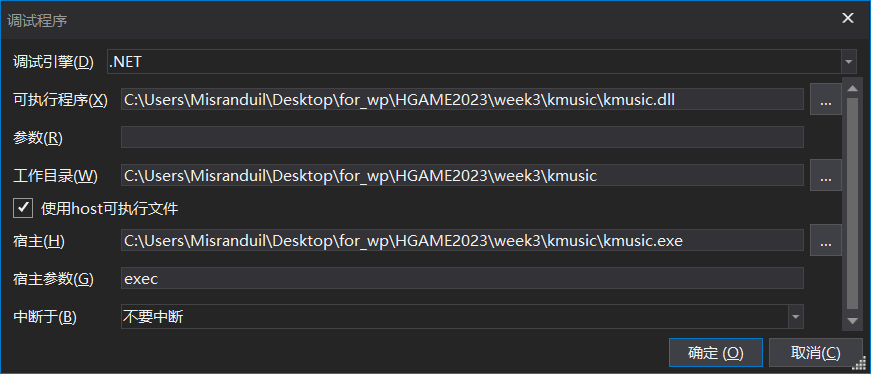 调试程序
调试引擎(D) .NET
可执行程序(X) C:\Users\Misranduil\Desktop\for_wp\HGAME2023\week3\kmusic\kmusic.dll ...
参数(R)
工作目录(W) C:\Users\Misranduil\Desktop\for_wp\HGAME2023\week3\kmusic ...
使用host可执行文件
宿主(H) C:\Users\Misranduil\Desktop\for_wp\HGAME2023\week3\kmusic\kmusic.exe ...
宿主参数(G) exec
中断于(B) 不要中断
确定 (O) 取消(C)